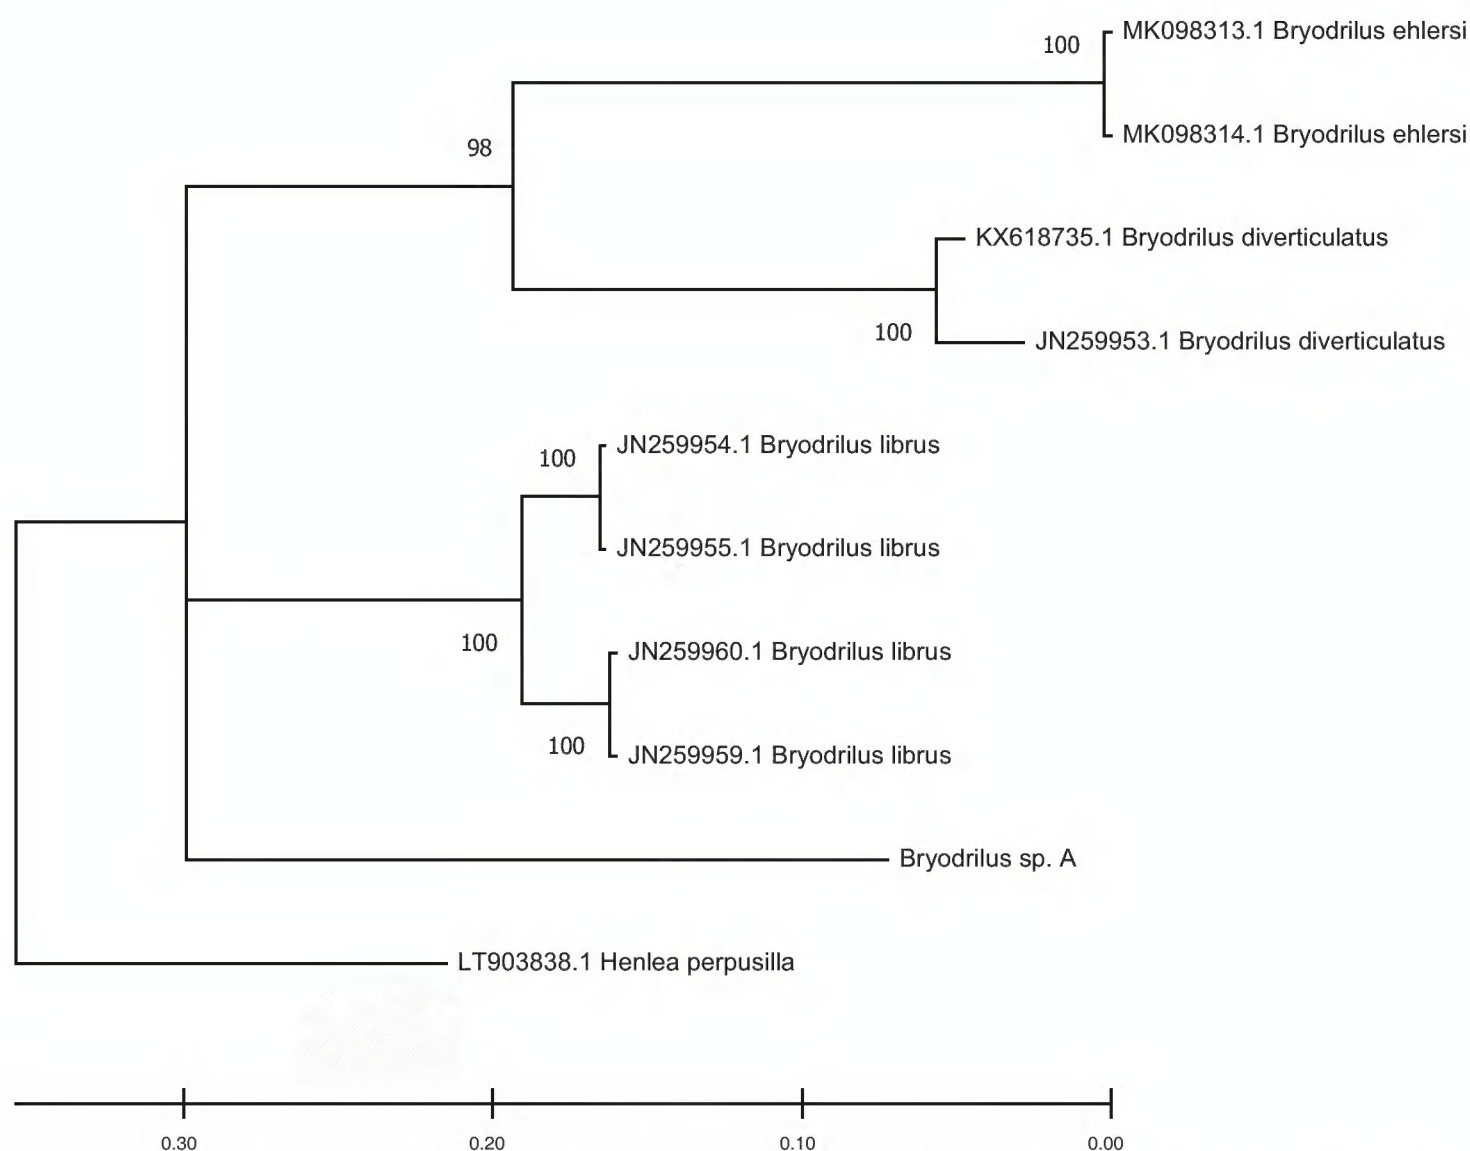 MK098313.1 Bryodrilus ehlersi
100
MK098314.1 Bryodrilus ehlersi
98
KX618735.1 Bryodrilus diverticulatus
100
JN259953.1 Bryodrilus diverticulatus
JN259954.1 Bryodrilus librus
100
JN259955.1 Bryodrilus librus
100
JN259960.1 Bryodrilus librus
100
JN259959.1 Bryodrilus librus
Bryodrilus sp. A
LT903838.1 Henlea perpusilla
0.30 0.20 0.10 0.00